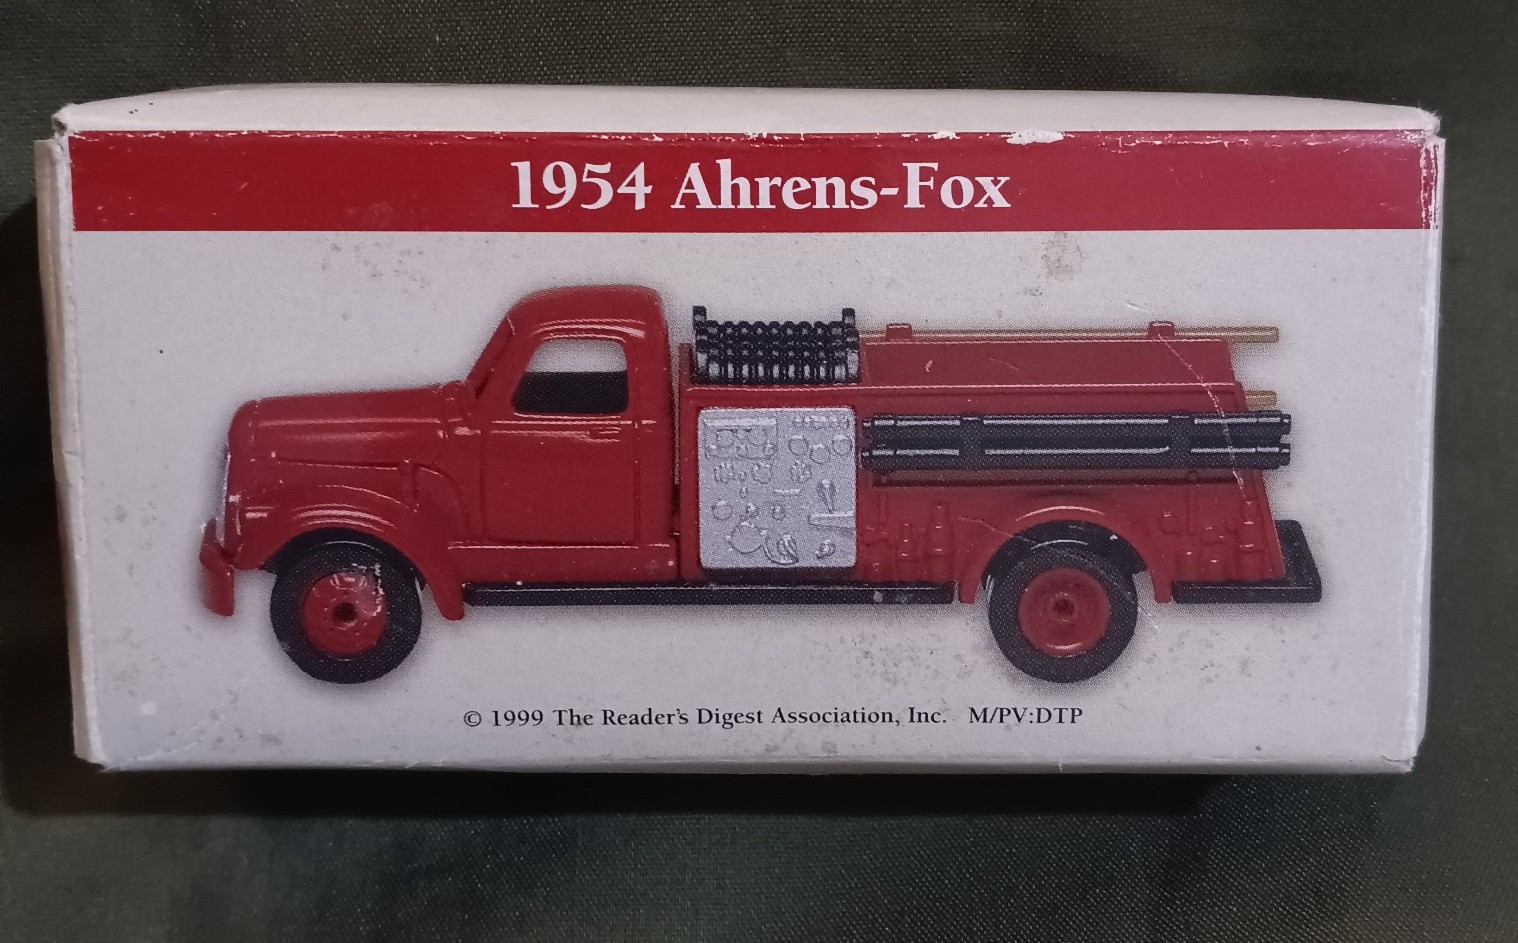 1954 Ahrens-Fox
© 1999 The Reader's Digest Association, Inc. M/PV:DTP